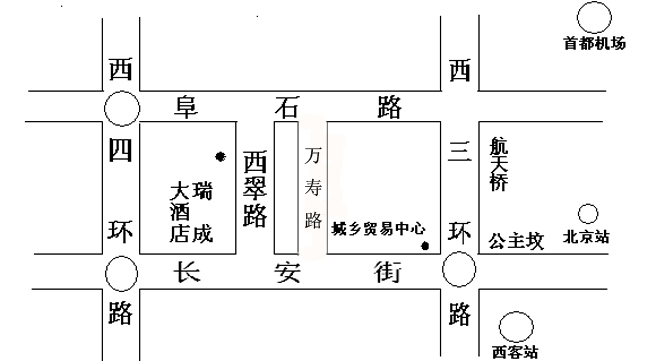 首都机场
西四环路
西三环路
阜石路
航天桥
西翠路
万寿路
瑞成
大酒店
城乡贸易中心
公主坟
北京站
长安街
西客站